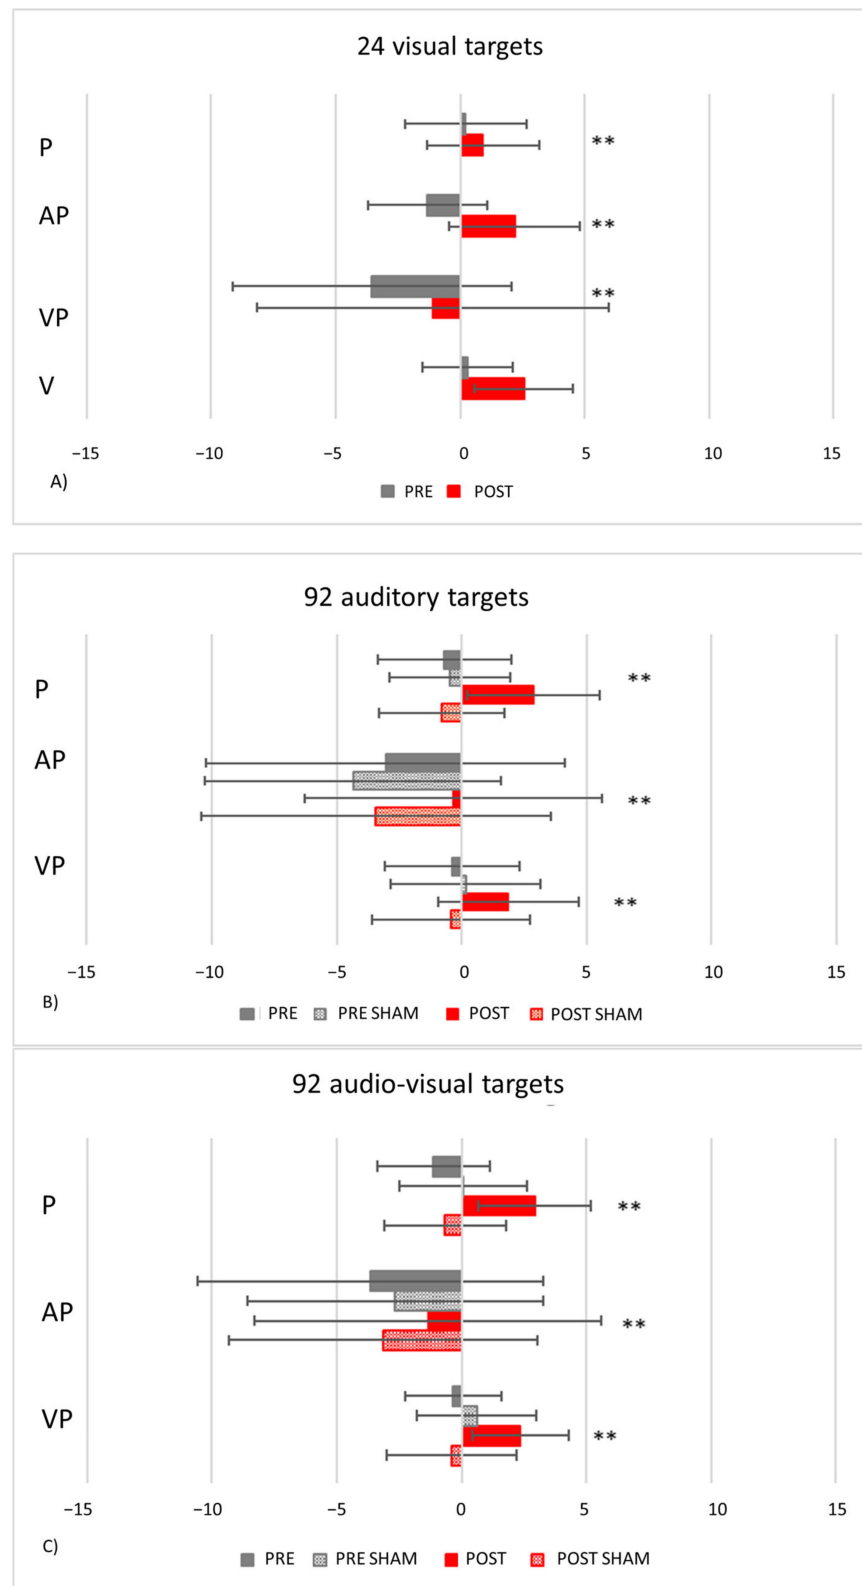 24 visual targets
P
**
AP
**
VP
**
V
−15 −10 −5 0 5 10 15
A)
PRE POST
92 auditory targets
P
**
AP
**
VP
**
−15 −10 −5 0 5 10 15
B)
PRE PRE SHAM POST POST SHAM
92 audio-visual targets
P
**
AP
**
VP
**
−15 −10 −5 0 5 10 15
C)
PRE PRE SHAM POST POST SHAM